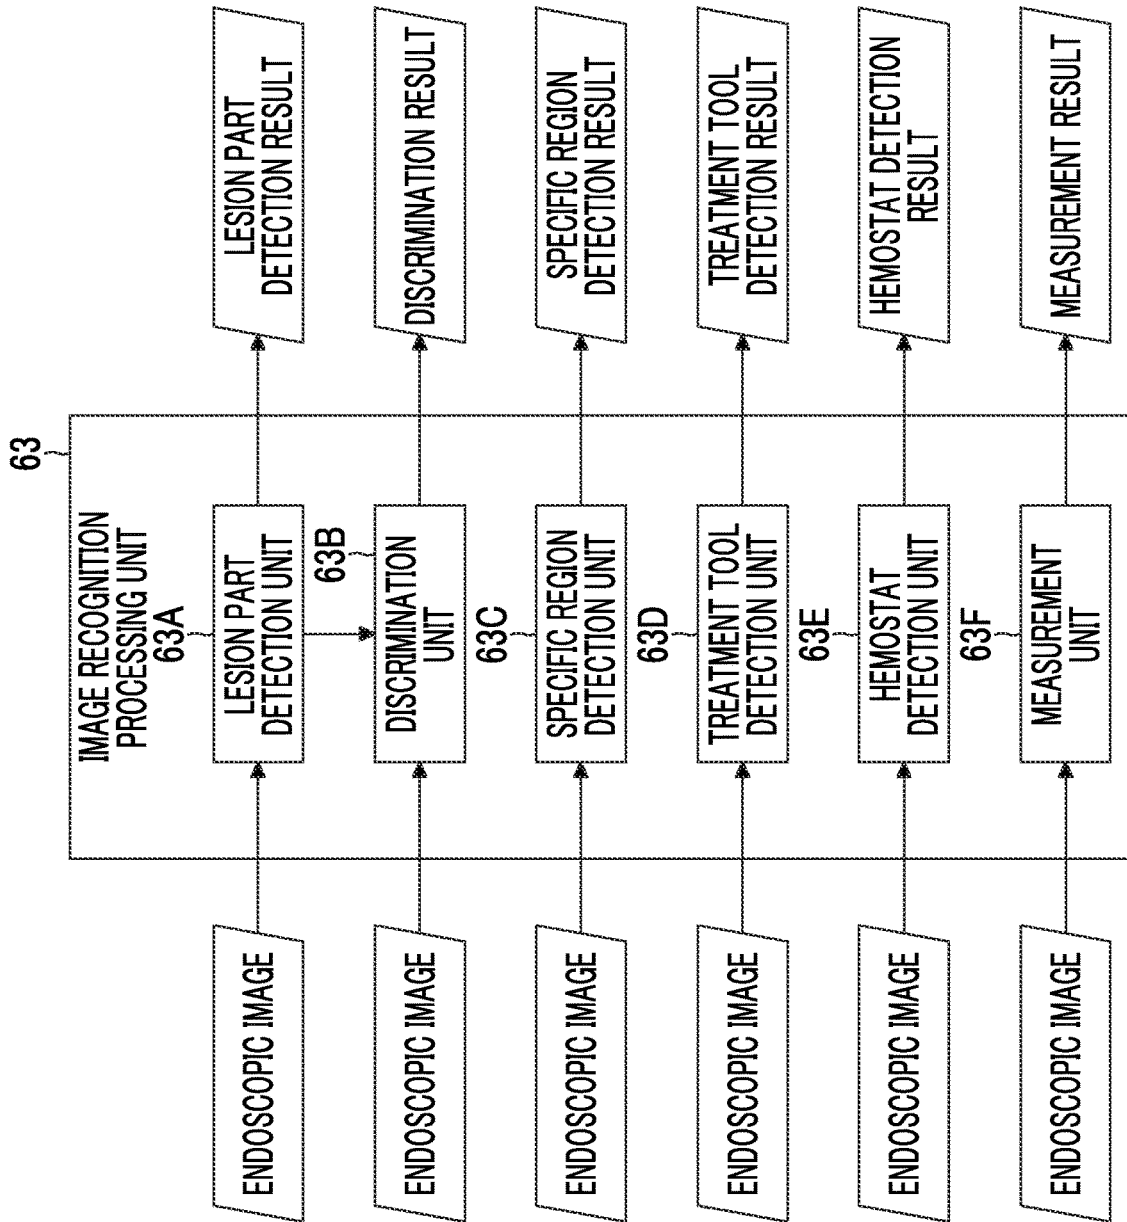 63
IMAGE RECOGNITION
PROCESSING UNIT
63A
ENDOSCOPIC IMAGE
LESION PART
DETECTION UNIT
LESION PART
DETECTION RESULT
63B
ENDOSCOPIC IMAGE
DISCRIMINATION
UNIT
DISCRIMINATION RESULT
63C
ENDOSCOPIC IMAGE
SPECIFIC REGION
DETECTION UNIT
SPECIFIC REGION
DETECTION RESULT
63D
ENDOSCOPIC IMAGE
TREATMENT TOOL
DETECTION UNIT
TREATMENT TOOL
DETECTION RESULT
63E
ENDOSCOPIC IMAGE
HEMOSTAT
DETECTION UNIT
HEMOSTAT DETECTION
RESULT
63F
ENDOSCOPIC IMAGE
MEASUREMENT
UNIT
MEASUREMENT RESULT